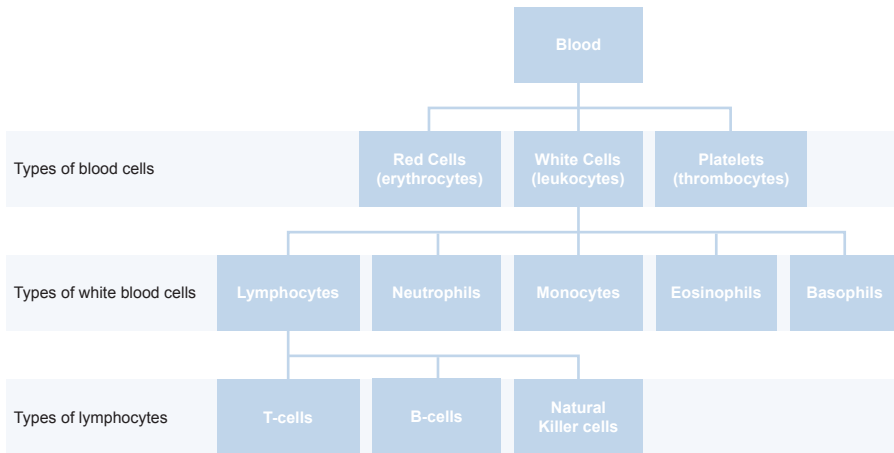 Blood
Types of blood cells
Red Cells
(erythrocytes)
White Cells
(leukocytes)
Platelets
(thrombocytes)
Types of white blood cells
Lymphocytes
Neutrophils
Monocytes
Eosinophils
Basophils
Types of lymphocytes
T-cells
B-cells
Natural
Killer cells